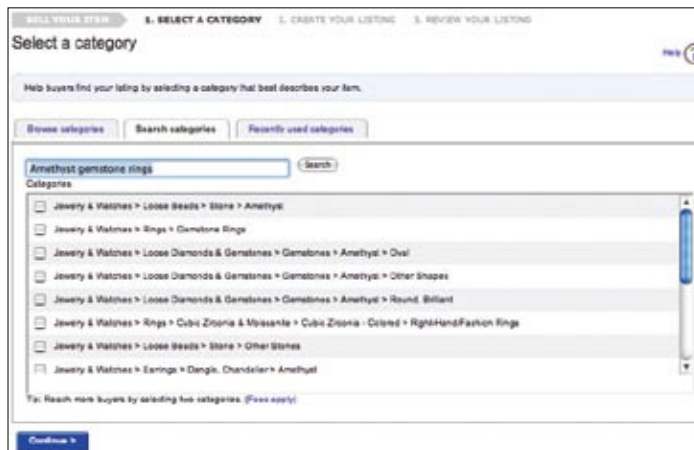 SELL YOUR ITEM 1. SELECT A CATEGORY 2. CREATE YOUR LISTING 3. REVIEW YOUR LISTING
Select a category
Help
Help buyers find your listing by selecting a category that best describes your item.
Browse categories Search categories Recently used categories
Amethyst gemstone rings Search
Categories
Jewelry & Watches > Loose Beads > Stone > Amethyst
Jewelry & Watches > Rings > Gemstone Rings
Jewelry & Watches > Loose Diamonds & Gemstones > Gemstones > Amethyst > Oval
Jewelry & Watches > Loose Diamonds & Gemstones > Gemstones > Amethyst > Other Shapes
Jewelry & Watches > Loose Diamonds & Gemstones > Gemstones > Amethyst > Round, Brilliant
Jewelry & Watches > Rings > Cubic Zirconia & Moissanite > Cubic Zirconia - Colored > Right-Hand/Fashion Rings
Jewelry & Watches > Loose Beads > Stone > Other Stones
Jewelry & Watches > Earrings > Dangle, Chandelier > Amethyst
Tip: Reach more buyers by selecting two categories. (Fees apply)
Continue >